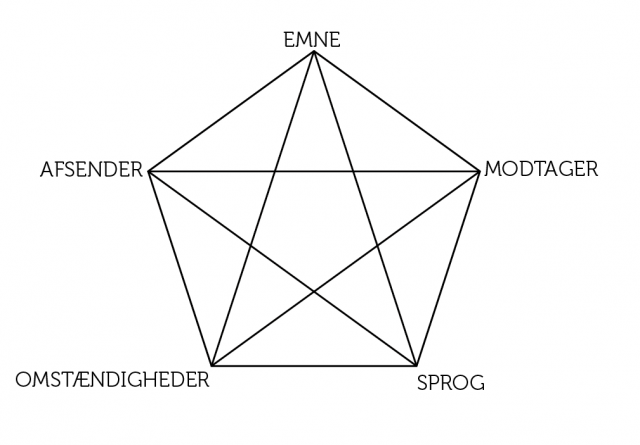 EMNE
AFSENDER
MODTAGER
OMSTÆNDIGHEDER
SPROG